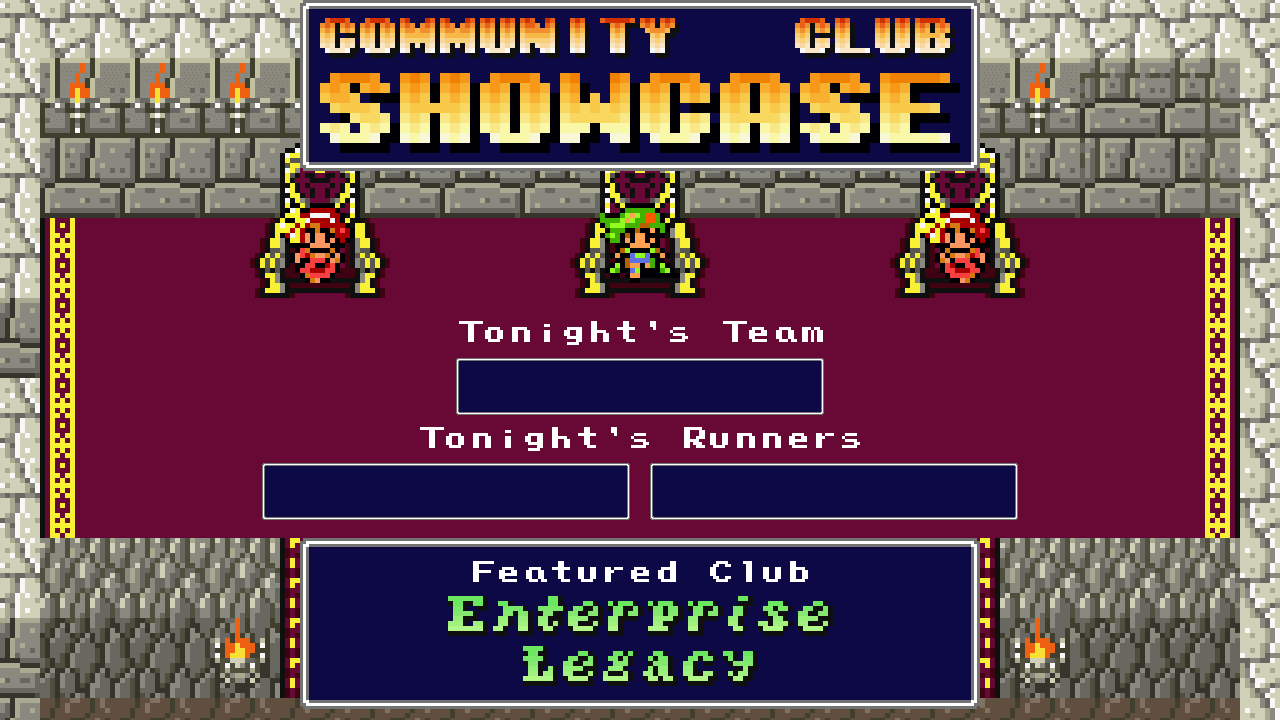 COMMUNITY CLUB
SHOWCASE
Tonight's Team
Tonight's Runners
Featured Club
Enterprise
Legacy